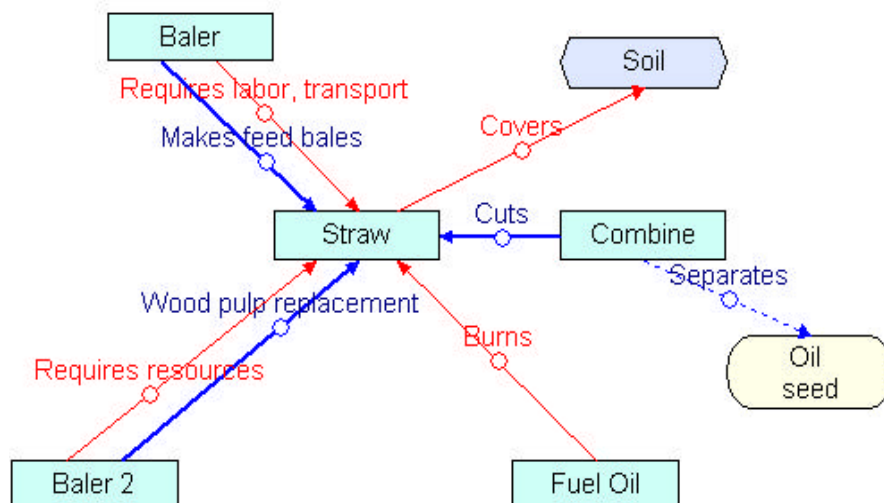 Baler
Soil
Requires labor, transport
Covers
Makes feed bales
Cuts
Straw
Combine
Separates
Wood pulp replacement
Burns
Oil
seed
Requires resources
Baler 2
Fuel Oil